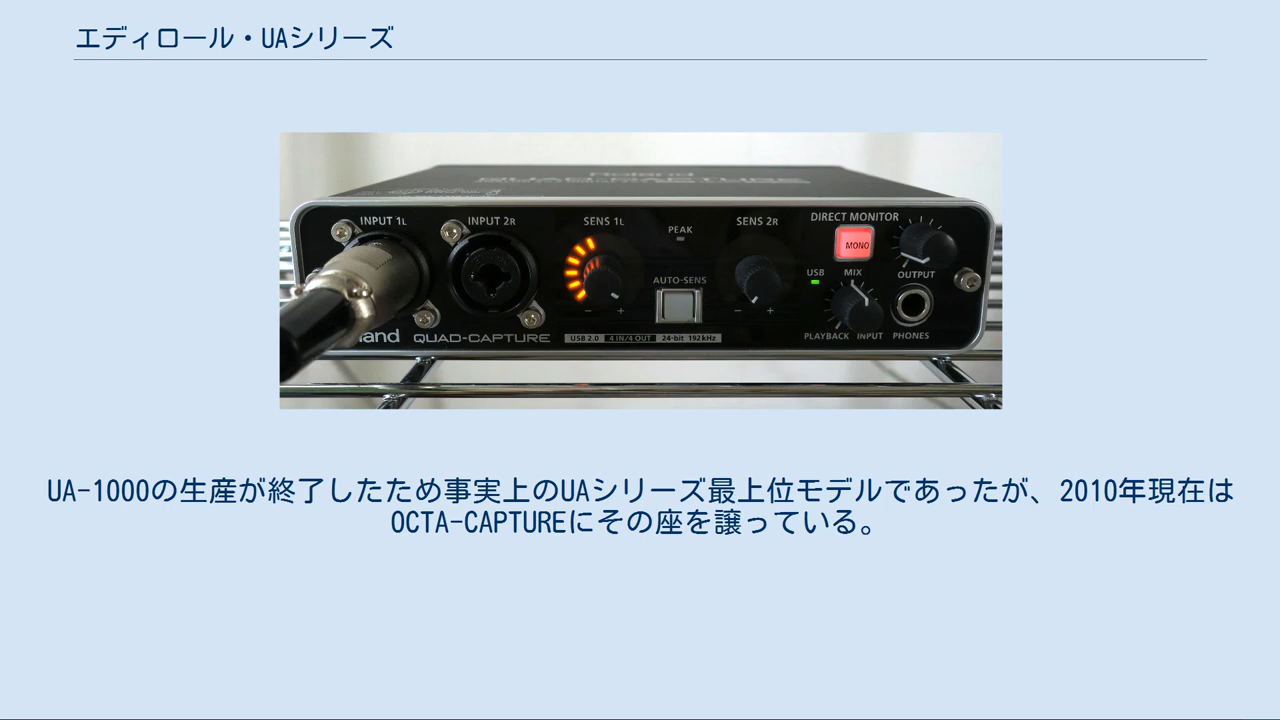 エディロール・UAシリーズ
Roland
QUAD-CAPTURE
INPUT 1L
INPUT 2R
SENS 1L
PEAK
SENS 2R
DIRECT MONITOR
MONO
AUTO-SENS
USB
MIX
OUTPUT
- +
- +
PLAYBACK INPUT
PHONES
land QUAD-CAPTURE
USB 2.0 4 IN/4 OUT 24-bit 192kHz
UA-1000の生産が終了したため事実上のUAシリーズ最上位モデルであったが、2010年現在は
OCTA-CAPTUREにその座を譲っている。